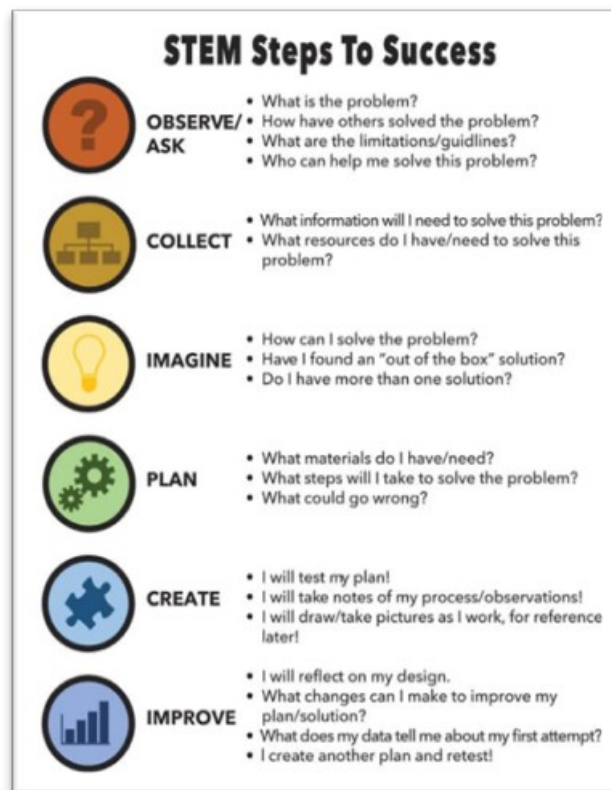 STEM Steps To Success
?
OBSERVE/
ASK
• What is the problem?
• How have others solved the problem?
• What are the limitations/guidlines?
• Who can help me solve this problem?
COLLECT
• What information will I need to solve this problem?
• What resources do I have/need to solve this
problem?
IMAGINE
• How can I solve the problem?
• Have I found an “out of the box” solution?
• Do I have more than one solution?
PLAN
• What materials do I have/need?
• What steps will I take to solve the problem?
• What could go wrong?
CREATE
• I will test my plan!
• I will take notes of my process/observations!
• I will draw/take pictures as I work, for reference
later!
IMPROVE
• I will reflect on my design.
• What changes can I make to improve my
plan/solution?
• What does my data tell me about my first attempt?
• I create another plan and retest!